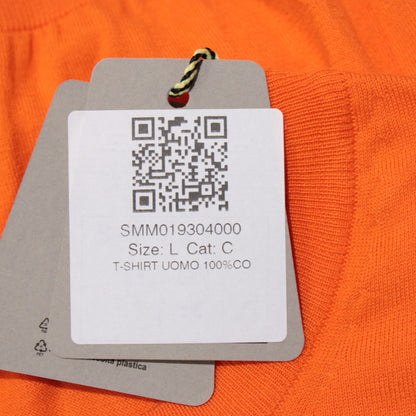 SMM019304000
Size: L Cat: C
T-SHIRT UOMO 100%CO
plastica